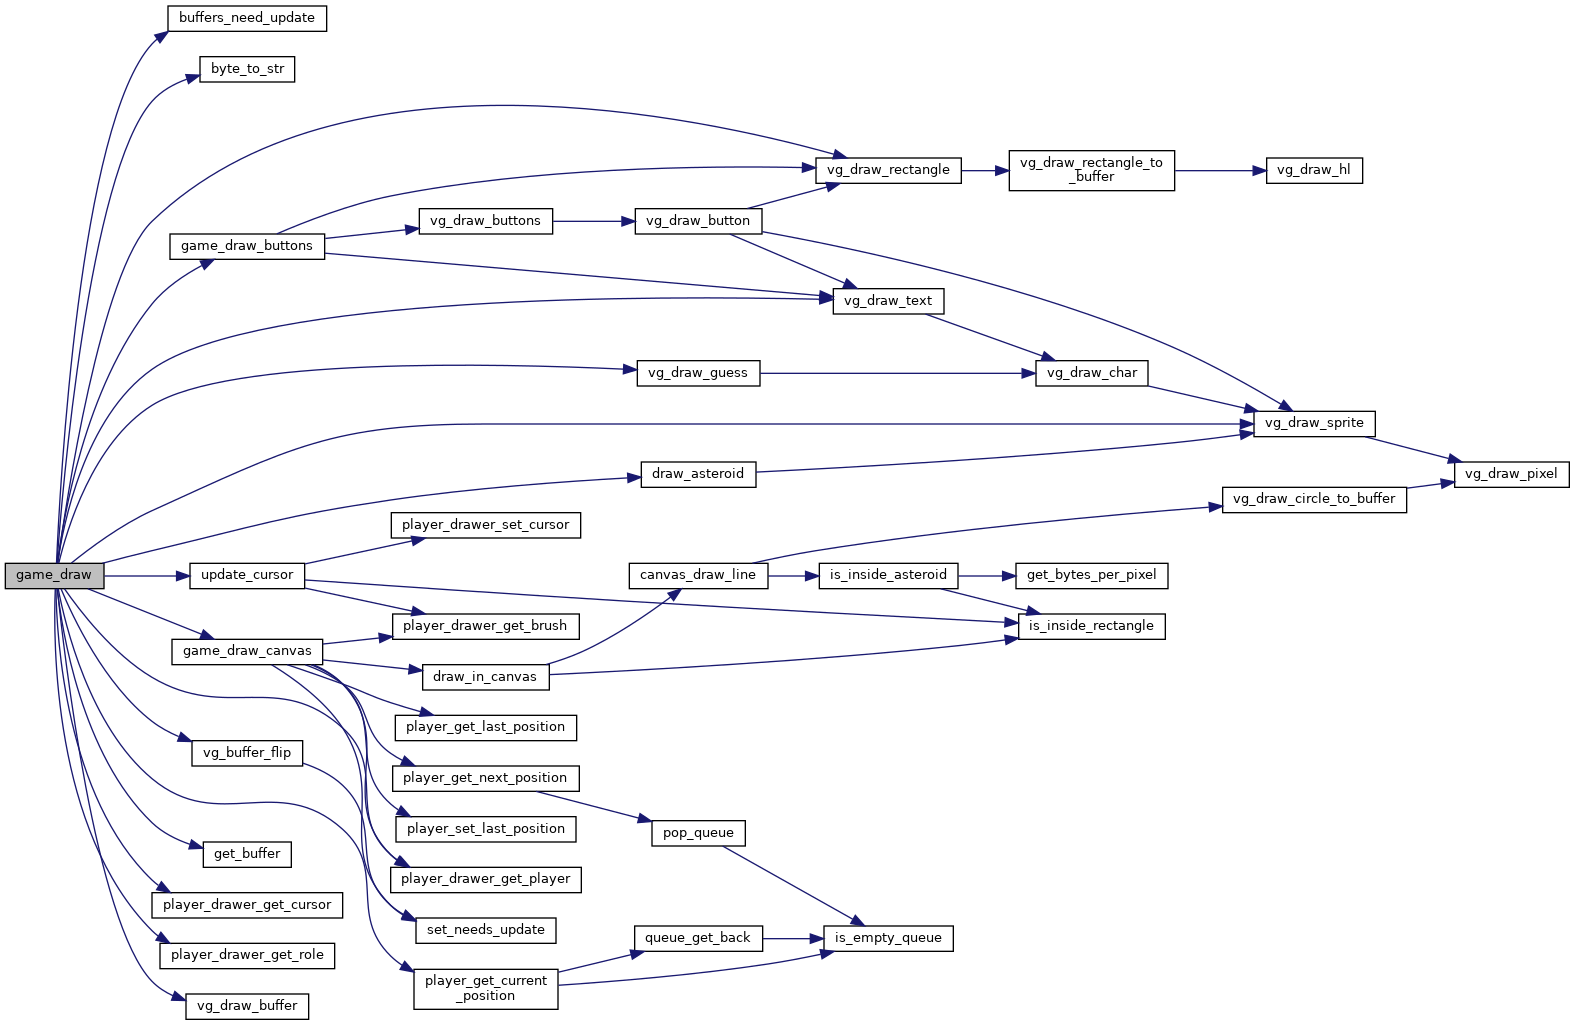 buffers_need_update
byte_to_str
vg_draw_rectangle
vg_draw_rectangle_to
_buffer
vg_draw_hl
vg_draw_buttons
vg_draw_button
game_draw_buttons
vg_draw_text
vg_draw_guess
vg_draw_char
vg_draw_sprite
draw_asteroid
vg_draw_pixel
vg_draw_circle_to_buffer
player_drawer_set_cursor
game_draw
update_cursor
canvas_draw_line
is_inside_asteroid
get_bytes_per_pixel
player_drawer_get_brush
is_inside_rectangle
game_draw_canvas
draw_in_canvas
player_get_last_position
vg_buffer_flip
player_get_next_position
player_set_last_position
pop_queue
get_buffer
player_drawer_get_player
player_drawer_get_cursor
set_needs_update
queue_get_back
is_empty_queue
player_drawer_get_role
player_get_current
_position
vg_draw_buffer